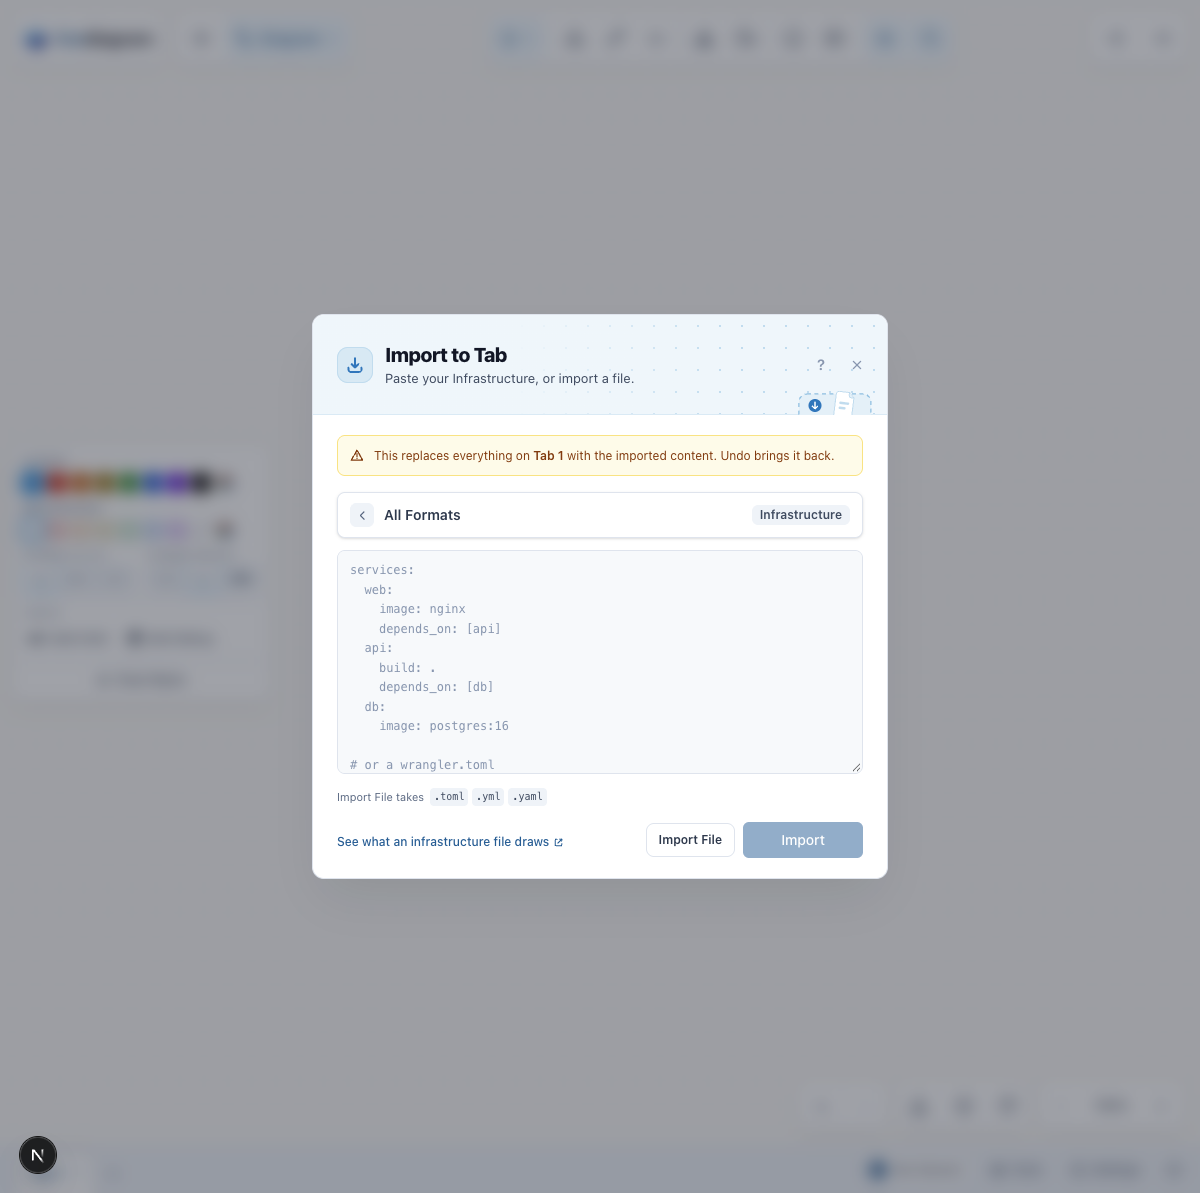 Import to Tab
Paste your Infrastructure, or import a file.
?
This replaces everything on Tab 1 with the imported content. Undo brings it back.
All Formats
Infrastructure
services:
  web:
    image: nginx
    depends_on: [api]
  api:
    build: .
    depends_on: [db]
  db:
    image: postgres:16
# or a wrangler.toml
Import File takes .toml .yml .yaml
See what an infrastructure file draws
Import File
Import
N